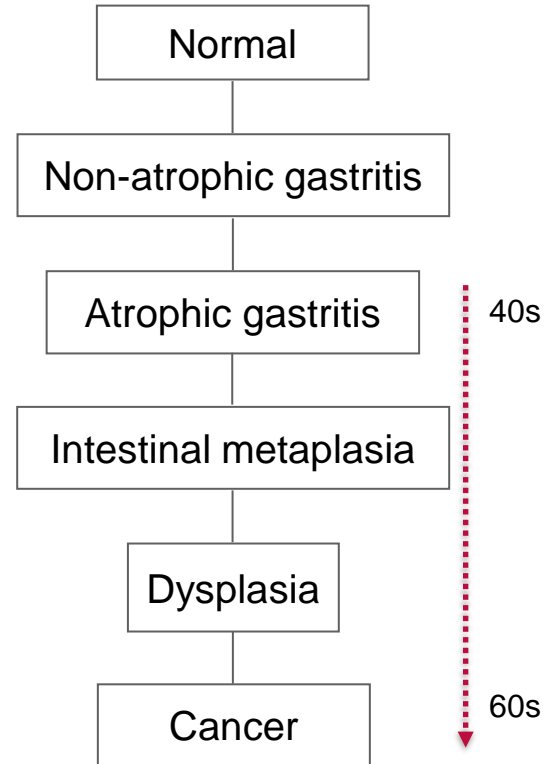 Normal
Non-atrophic gastritis
Atrophic gastritis
40s
Intestinal metaplasia
Dysplasia
Cancer
60s